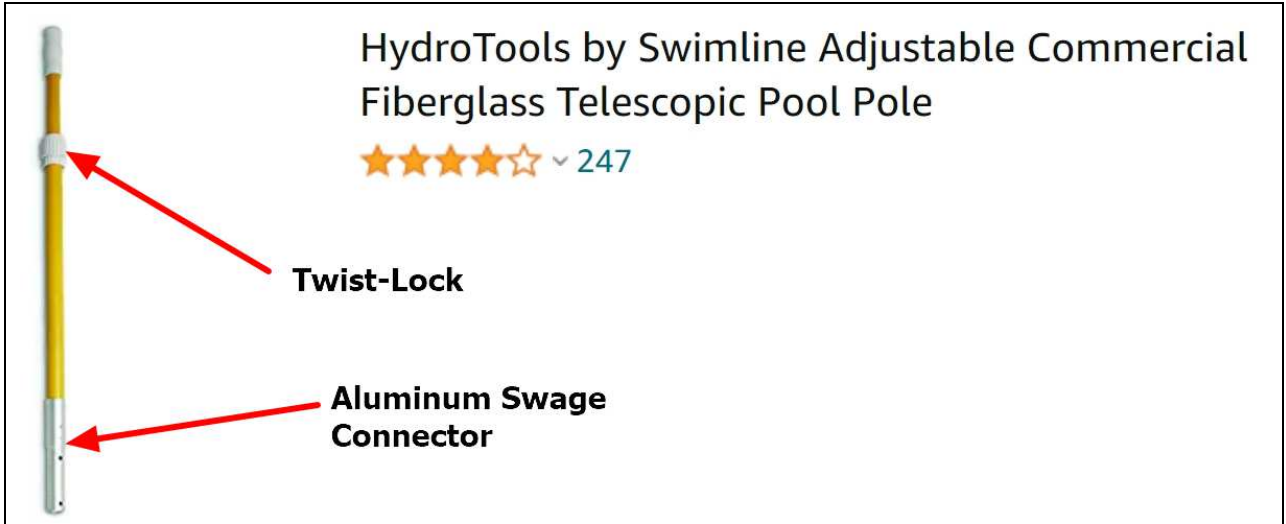 HydroTools by Swimline Adjustable Commercial
Fiberglass Telescopic Pool Pole
247
Twist-Lock
Aluminum Swage
Connector